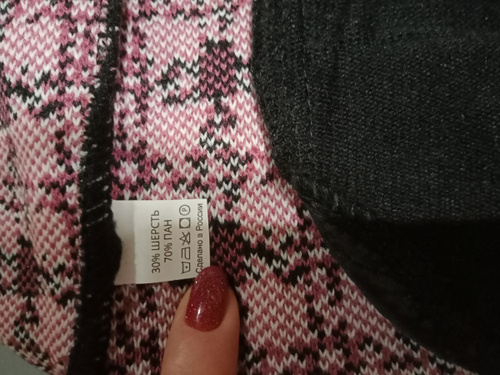 30% ШЕРСТЬ
70% ПАН
Сделано в России